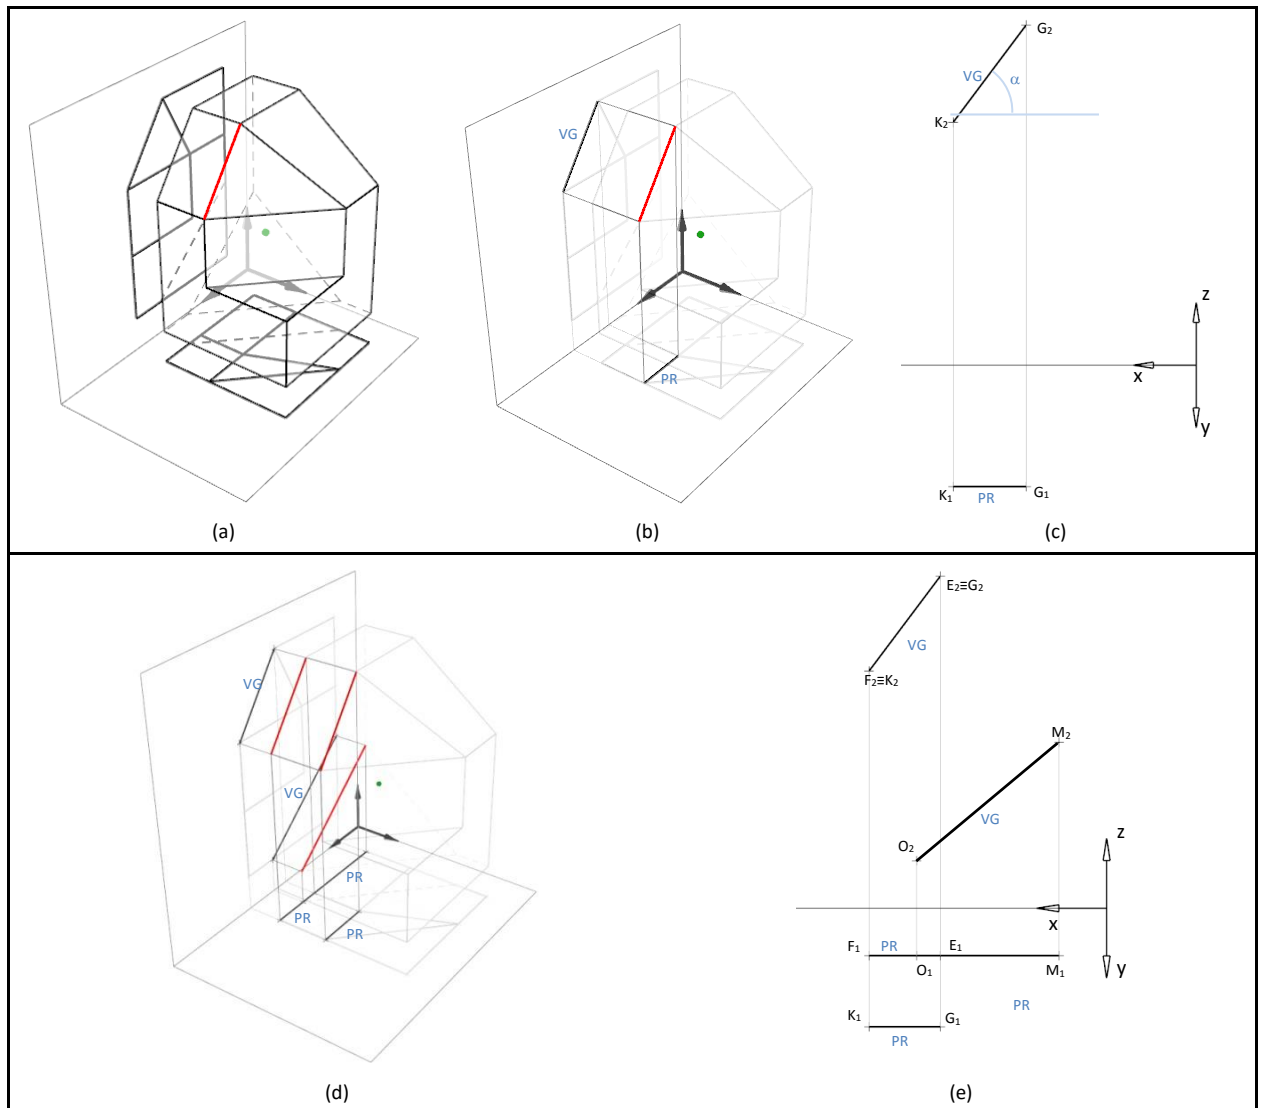 G₂
VG
α
VG
K₂
z
x
y
PR
K₁
PR
G₁
(a)
(b)
(c)
E₂≡G₂
VG
F₂≡K₂
VG
M₂
VG
VG
O₂
z
PR
x
PR
F₁
PR
E₁
PR
O₁
M₁
y
PR
K₁
G₁
PR
(d)
(e)